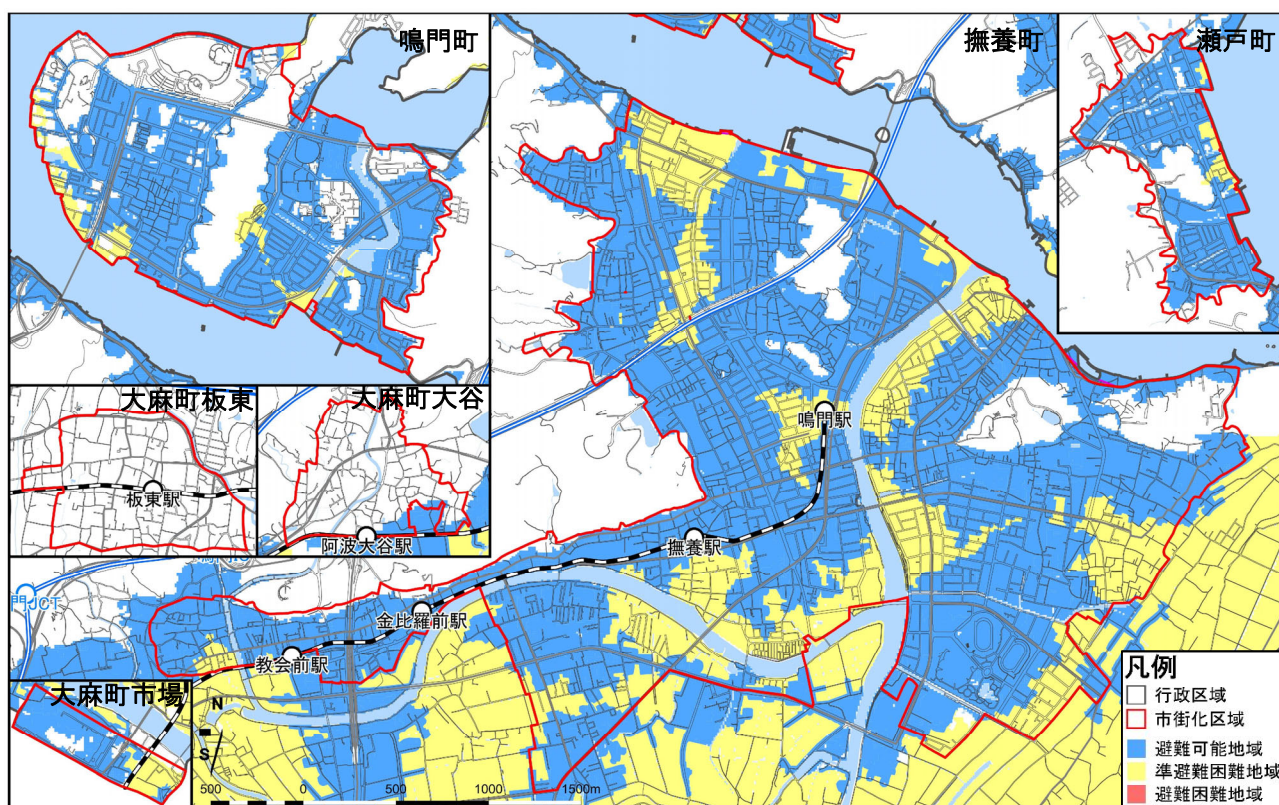 鳴門町
撫養町
瀬戸町
大麻町板東
大麻町大谷
鳴門駅
板東駅
阿波大谷駅
撫養駅
門JCT
金比羅前駅
教会前駅
大麻町市場
N
S
500 0 500 1000 1500m
凡例
行政区域
市街化区域
避難可能地域
準避難困難地域
避難困難地域